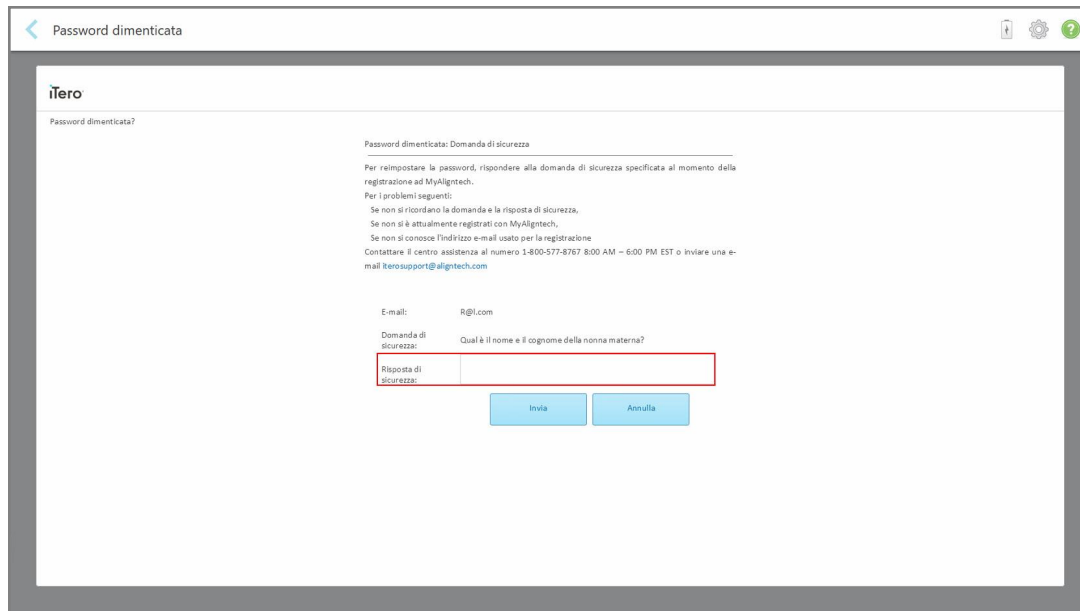 Password dimenticata
iTero
Password dimenticata?
Password dimenticata: Domanda di sicurezza
Per reimpostare la password, rispondere alla domanda di sicurezza specificata al momento della
registrazione ad MyAligntech.
Per i problemi seguenti:
Se non si ricordano la domanda e la risposta di sicurezza,
Se non si è attualmente registrati con MyAligntech,
Se non si conosce l'indirizzo e-mail usato per la registrazione
Contattare il centro assistenza al numero 1-800-577-8767 8:00 AM – 6:00 PM EST o inviare una e-
mail iterosupport@aligntech.com
E-mail: R@l.com
Domanda di
sicurezza: Qual è il nome e il cognome della nonna materna?
Risposta di
sicurezza:
Invia Annulla